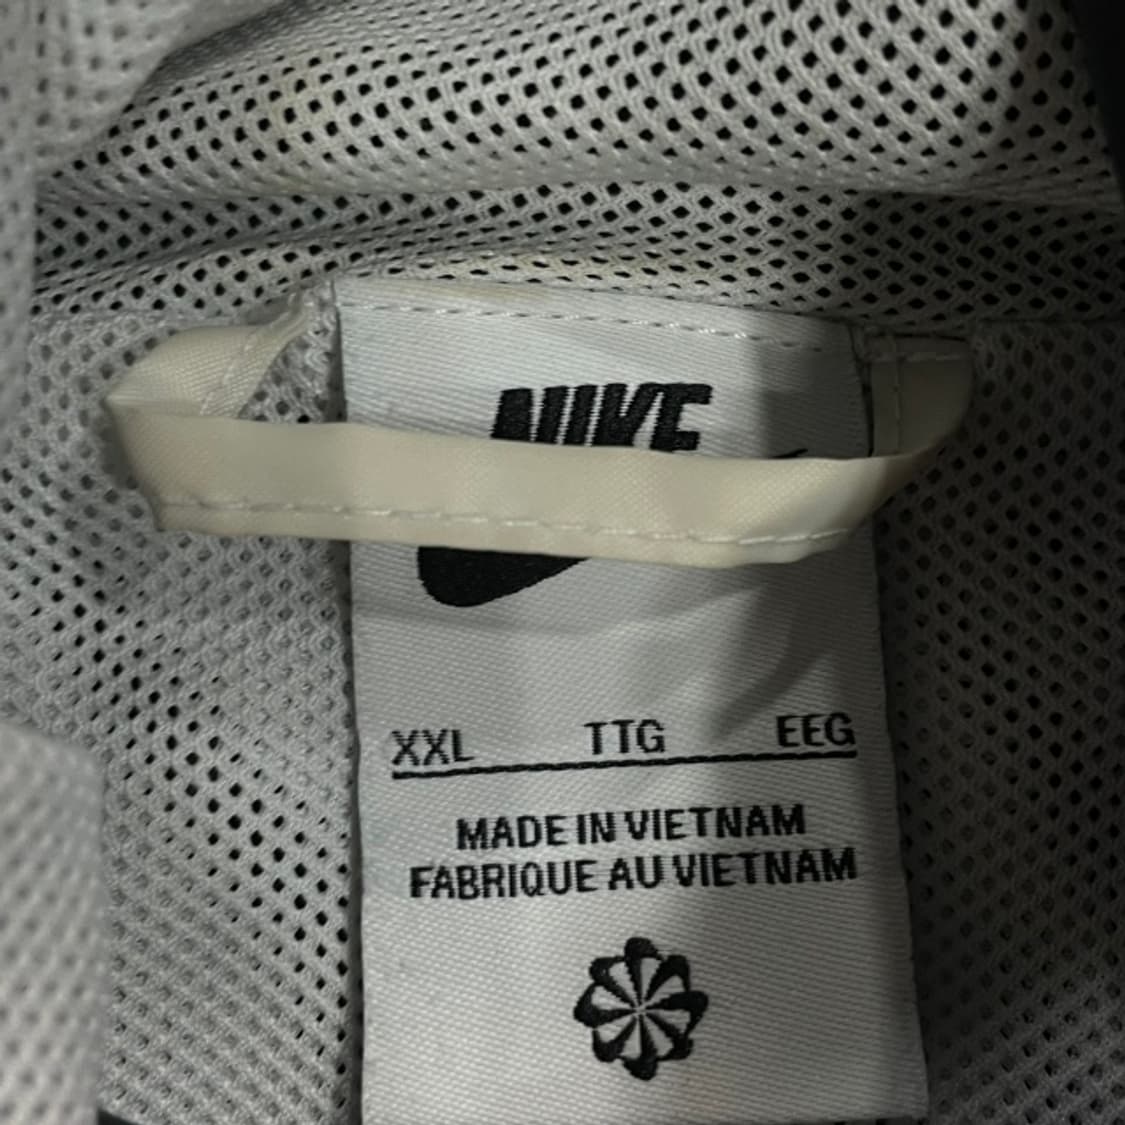 NIKE
XXL TTG EEG
MADE IN VIETNAM
FABRIQUE AU VIETNAM